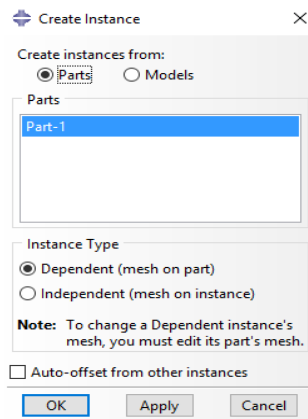 Create Instance
Create instances from:
Parts Models
Parts
Part-1
Instance Type
Dependent (mesh on part)
Independent (mesh on instance)
Note: To change a Dependent instance's
mesh, you must edit its part's mesh.
Auto-offset from other instances
OK Apply Cancel